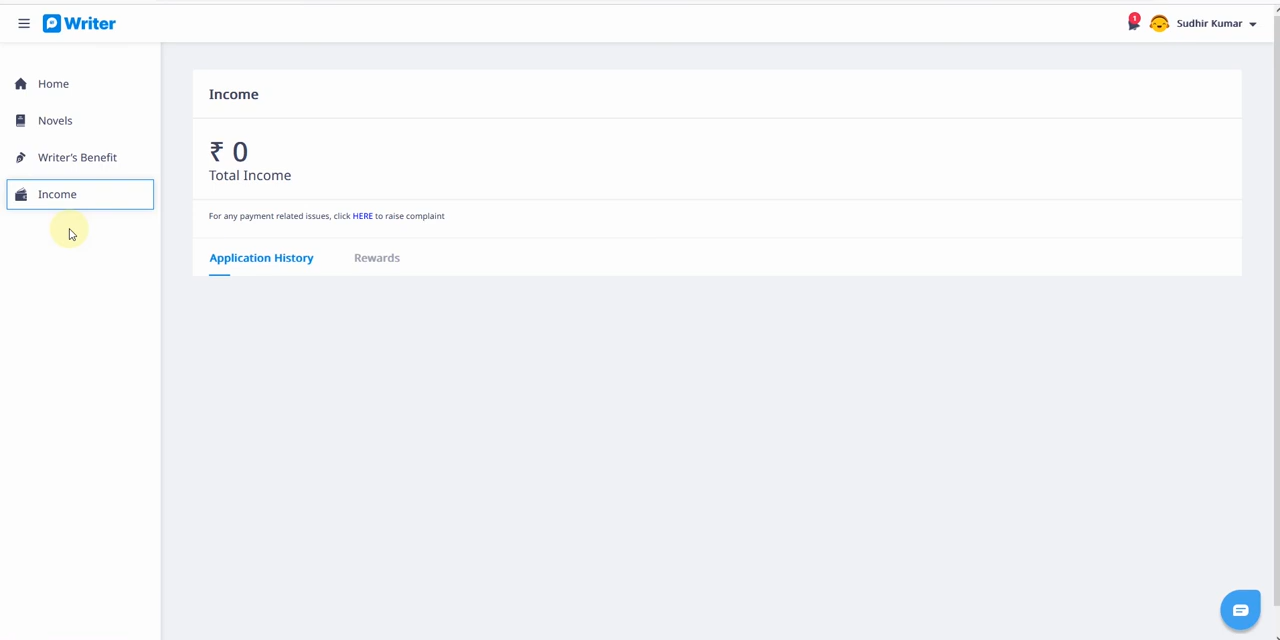 Writer
1
Sudhir Kumar
Home
Novels
Writer's Benefit
Income
Income
₹ 0
Total Income
For any payment related issues, click HERE to raise complaint
Application History Rewards